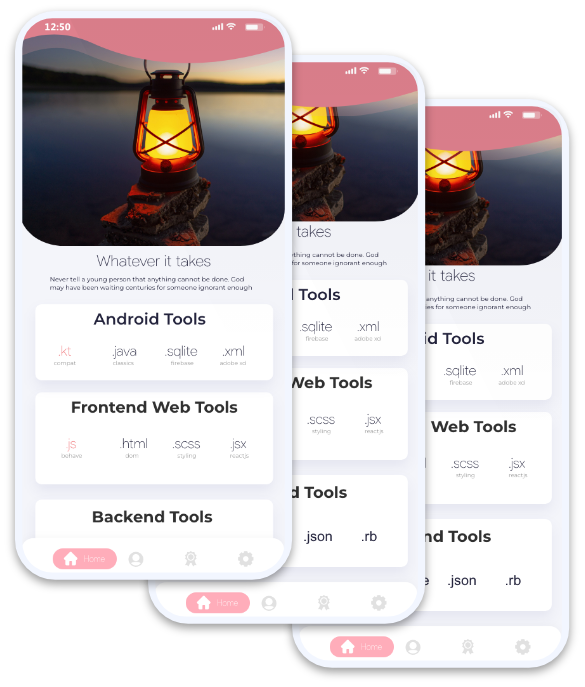 12:50
Whatever it takes
Never tell a young person that anything cannot be done. God
may have been waiting centuries for someone ignorant enough
Android Tools
.kt .java .sqlite .xml
compat classics firebase adobe xd
Frontend Web Tools
.js .html .scss .jsx
behave dom styling reactjs
Backend Tools
Home
takes
ything cannot be done. God
s for someone ignorant enough
l Tools
.sqlite .xml
firebase adobe xd
Web Tools
.scss .jsx
styling reactjs
d Tools
.json .rb
Home
it takes
nything cannot be done. God
ies for someone ignorant enough
id Tools
.sqlite .xml
firebase adobe xd
Web Tools
.scss .jsx
styling reactjs
nd Tools
e .json .rb
Home